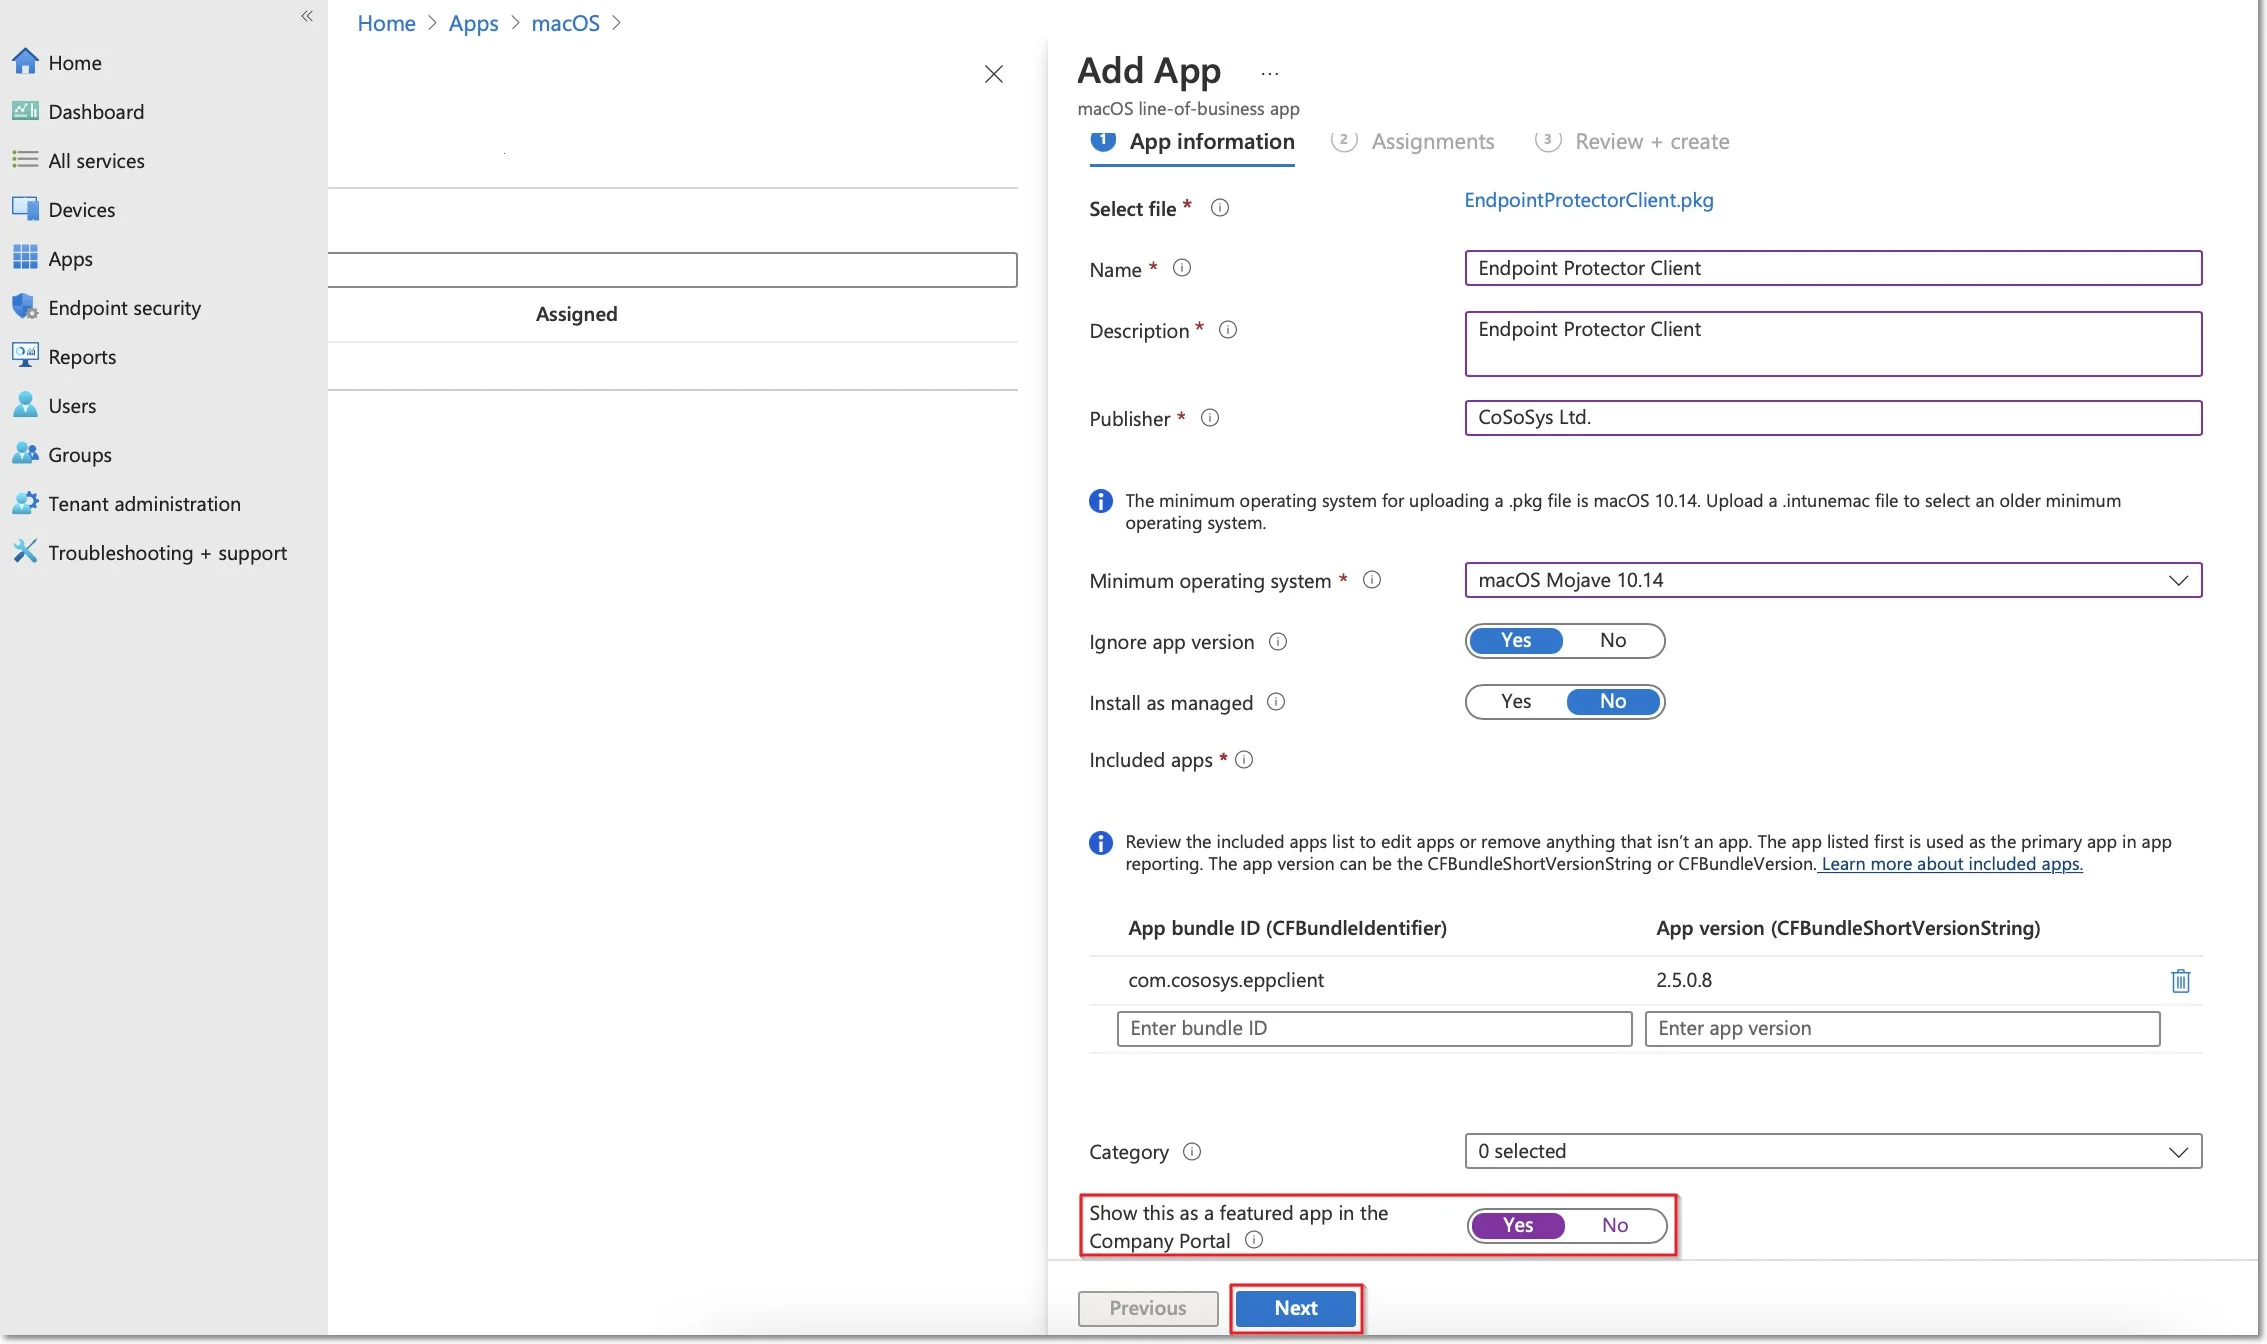 Home > Apps > macOS >
Home
Dashboard
All services
Devices
Apps
Endpoint security
Reports
Users
Groups
Tenant administration
Troubleshooting + support
Assigned
Add App ...
macOS line-of-business app
1 App information 2 Assignments 3 Review + create
Select file * EndpointProtectorClient.pkg
Name * Endpoint Protector Client
Description * Endpoint Protector Client
Publisher * CoSoSys Ltd.
The minimum operating system for uploading a .pkg file is macOS 10.14. Upload a .intunemac file to select an older minimum
operating system.
Minimum operating system * macOS Mojave 10.14
Ignore app version Yes No
Install as managed Yes No
Included apps *
Review the included apps list to edit apps or remove anything that isn't an app. The app listed first is used as the primary app in app
reporting. The app version can be the CFBundleShortVersionString or CFBundleVersion. Learn more about included apps.
App bundle ID (CFBundleIdentifier) App version (CFBundleShortVersionString)
com.cososys.eppclient 2.5.0.8
Enter bundle ID Enter app version
Category 0 selected
Show this as a featured app in the
Company Portal Yes No
Previous Next